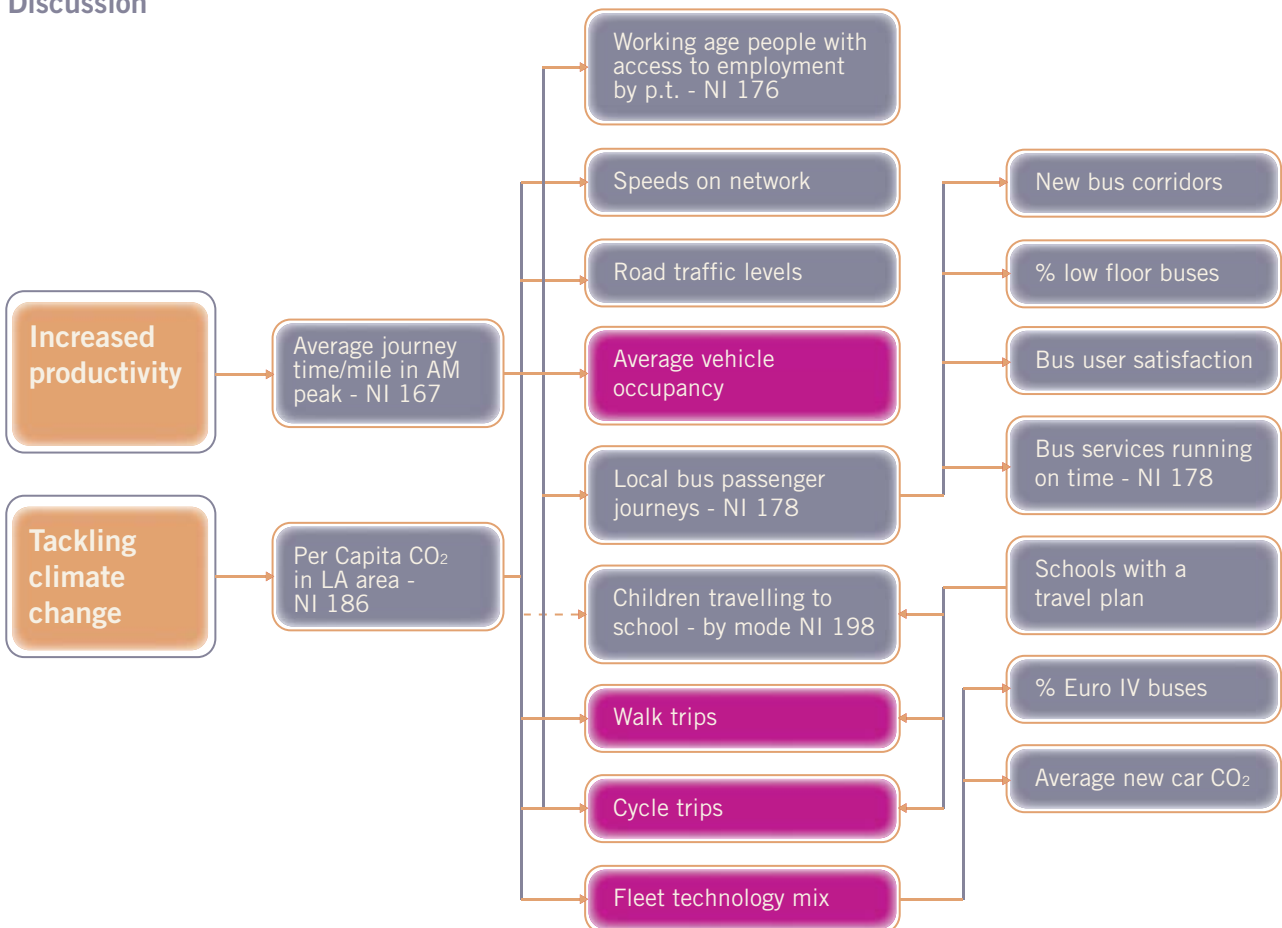 Discussion
Increased
productivity
Tackling
climate
change
Average journey
time/mile in AM
peak - NI 167
Per Capita CO₂
in LA area -
NI 186
Working age people with
access to employment
by p.t. - NI 176
Speeds on network
Road traffic levels
Average vehicle
occupancy
Local bus passenger
journeys - NI 178
Children travelling to
school - by mode NI 198
Walk trips
Cycle trips
Fleet technology mix
New bus corridors
% low floor buses
Bus user satisfaction
Bus services running
on time - NI 178
Schools with a
travel plan
% Euro IV buses
Average new car CO₂